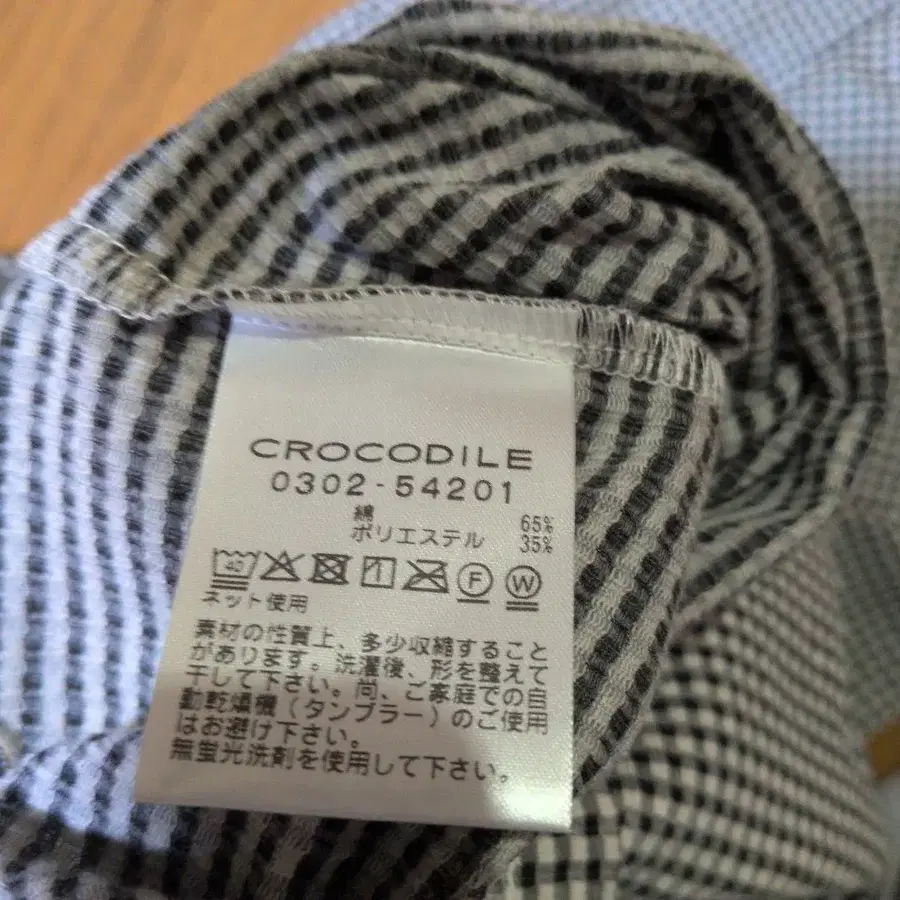 CROCODILE
0302-54201
綿 65%
ポリエステル 35%
40 F W
ネット使用
素材の性質上、多少収縮すること
があります。洗濯後、形を整えて
干して下さい。尚、ご家庭での自
動乾燥機(タンブラー)のご使用
はお避け下さい。
無蛍光洗剤を使用して下さい。